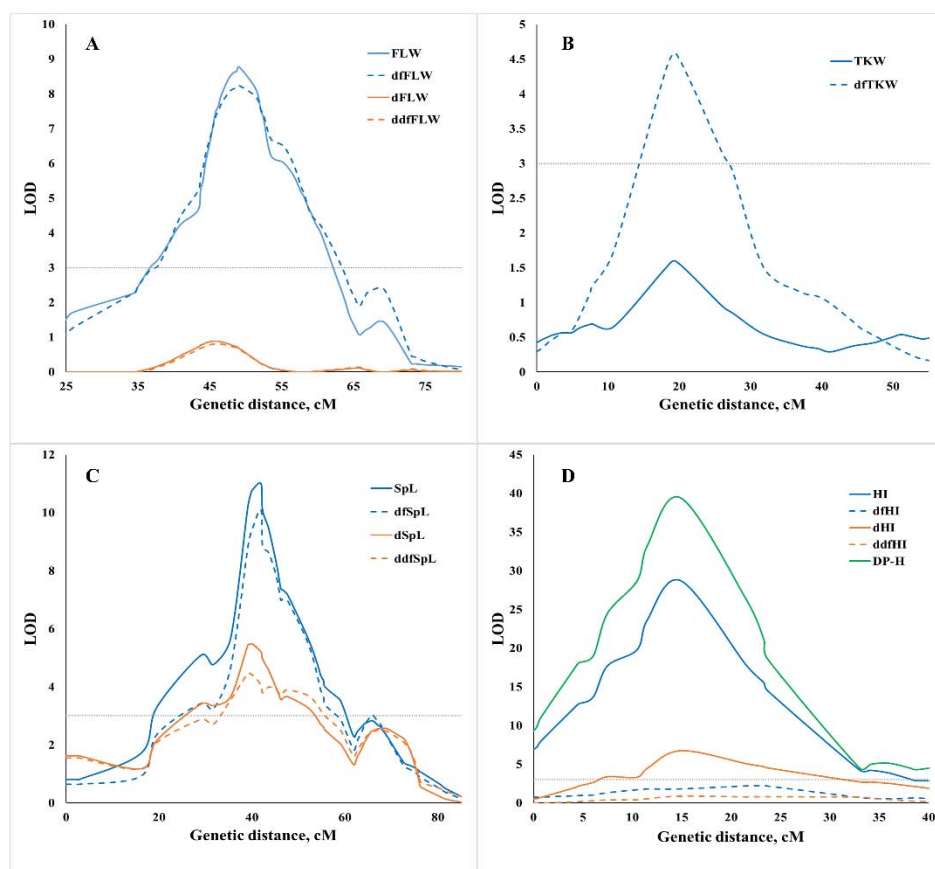 A
FLW
dfFLW
dFLW
ddfFLW
10
9
8
7
6
5
4
3
2
1
0
LOD
25 35 45 55 65 75
Genetic distance, cM
B
TKW
dfTKW
5
4.5
4
3.5
3
2.5
2
1.5
1
0.5
0
LOD
0 10 20 30 40 50
Genetic distance, cM
C
SpL
dfSpL
dSpL
ddfSpL
12
10
8
6
4
2
0
LOD
0 20 40 60 80
Genetic distance, cM
D
HI
dfHI
dHI
ddfHI
DP-H
45
40
35
30
25
20
15
10
5
0
LOD
0 5 10 15 20 25 30 35 40
Genetic distance, cM